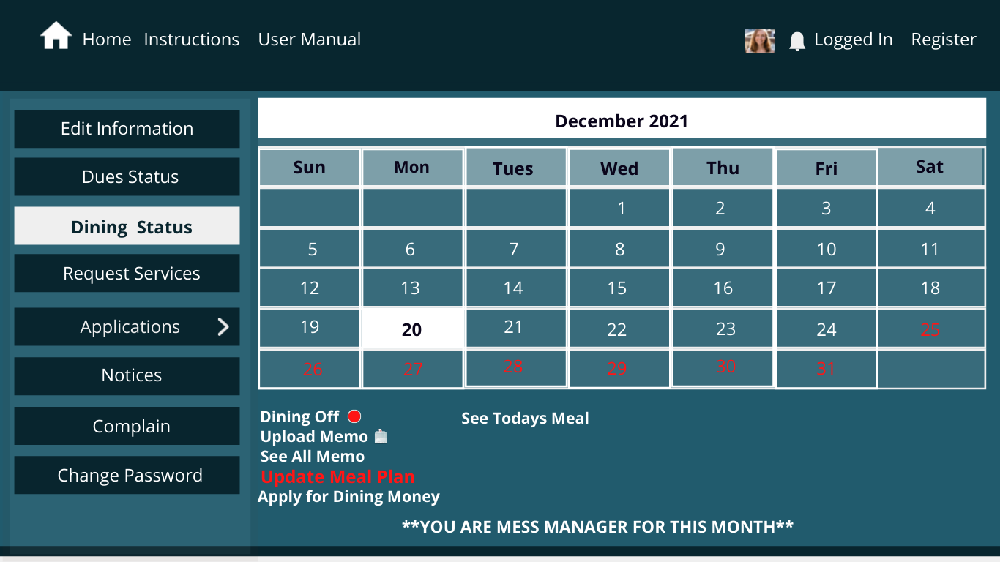 Home Instructions User Manual Logged In Register
December 2021
Edit Information
Dues Status
Dining Status
Request Services
Applications
Notices
Complain
Change Password
Sun Mon Tues Wed Thu Fri Sat
1 2 3 4
5 6 7 8 9 10 11
12 13 14 15 16 17 18
19 20 21 22 23 24 25
26 27 28 29 30 31
Dining Off See Todays Meal
Upload Memo
See All Memo
Update Meal Plan
Apply for Dining Money
**YOU ARE MESS MANAGER FOR THIS MONTH**